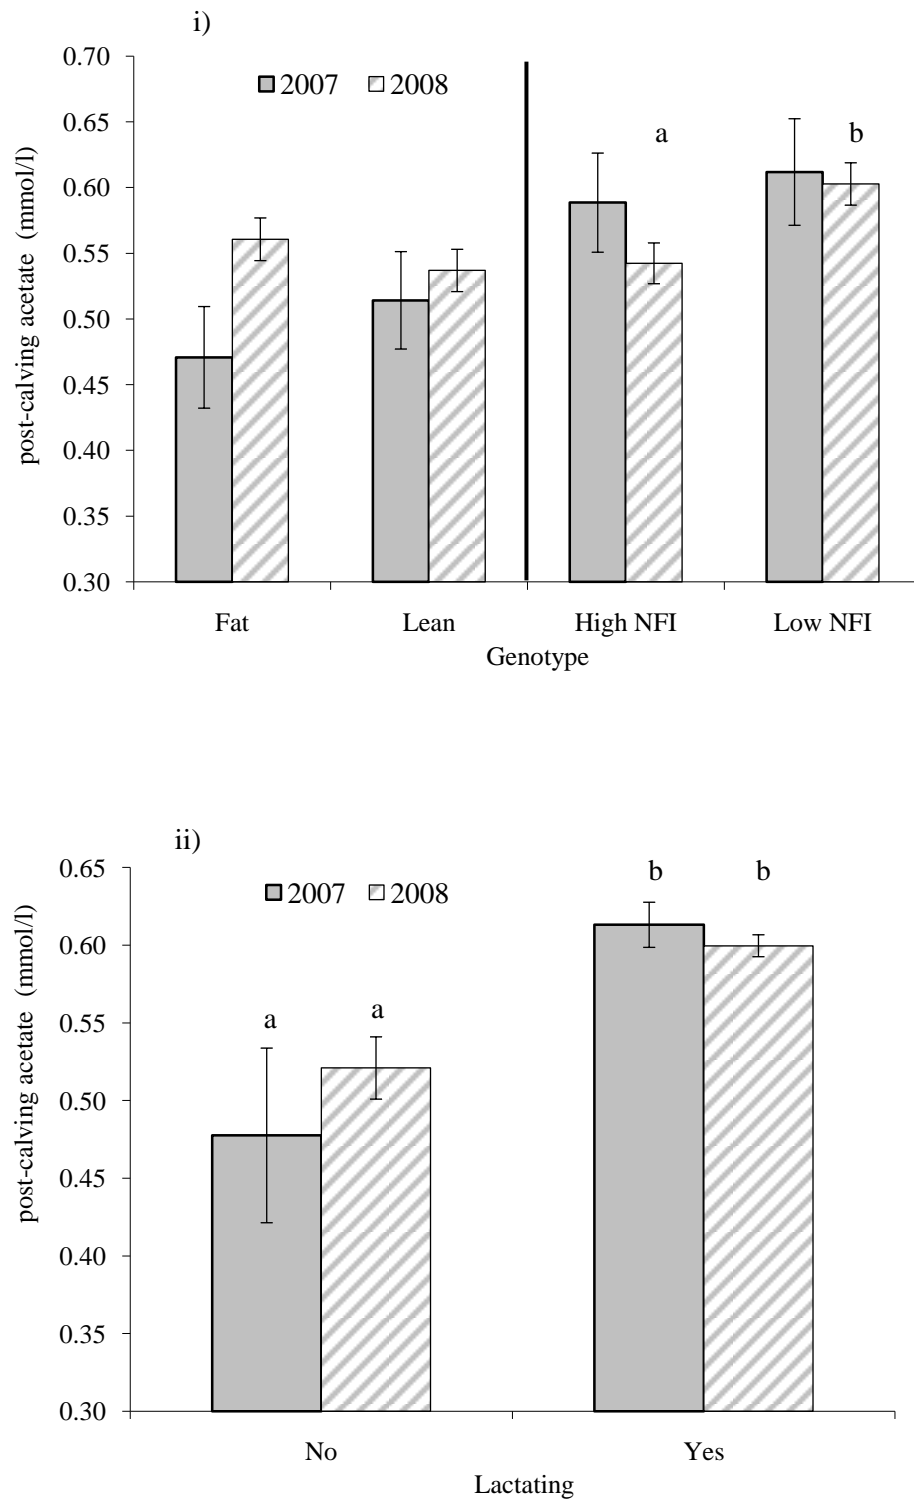 i)
0.70
0.65
0.60
0.55
0.50
0.45
0.40
0.35
0.30
post-calving acetate (mmol/l)
2007 2008
a b
Fat Lean High NFI Low NFI
Genotype
ii)
0.65
0.60
0.55
0.50
0.45
0.40
0.35
0.30
post-calving acetate (mmol/l)
2007 2008
b b
a a
No Yes
Lactating